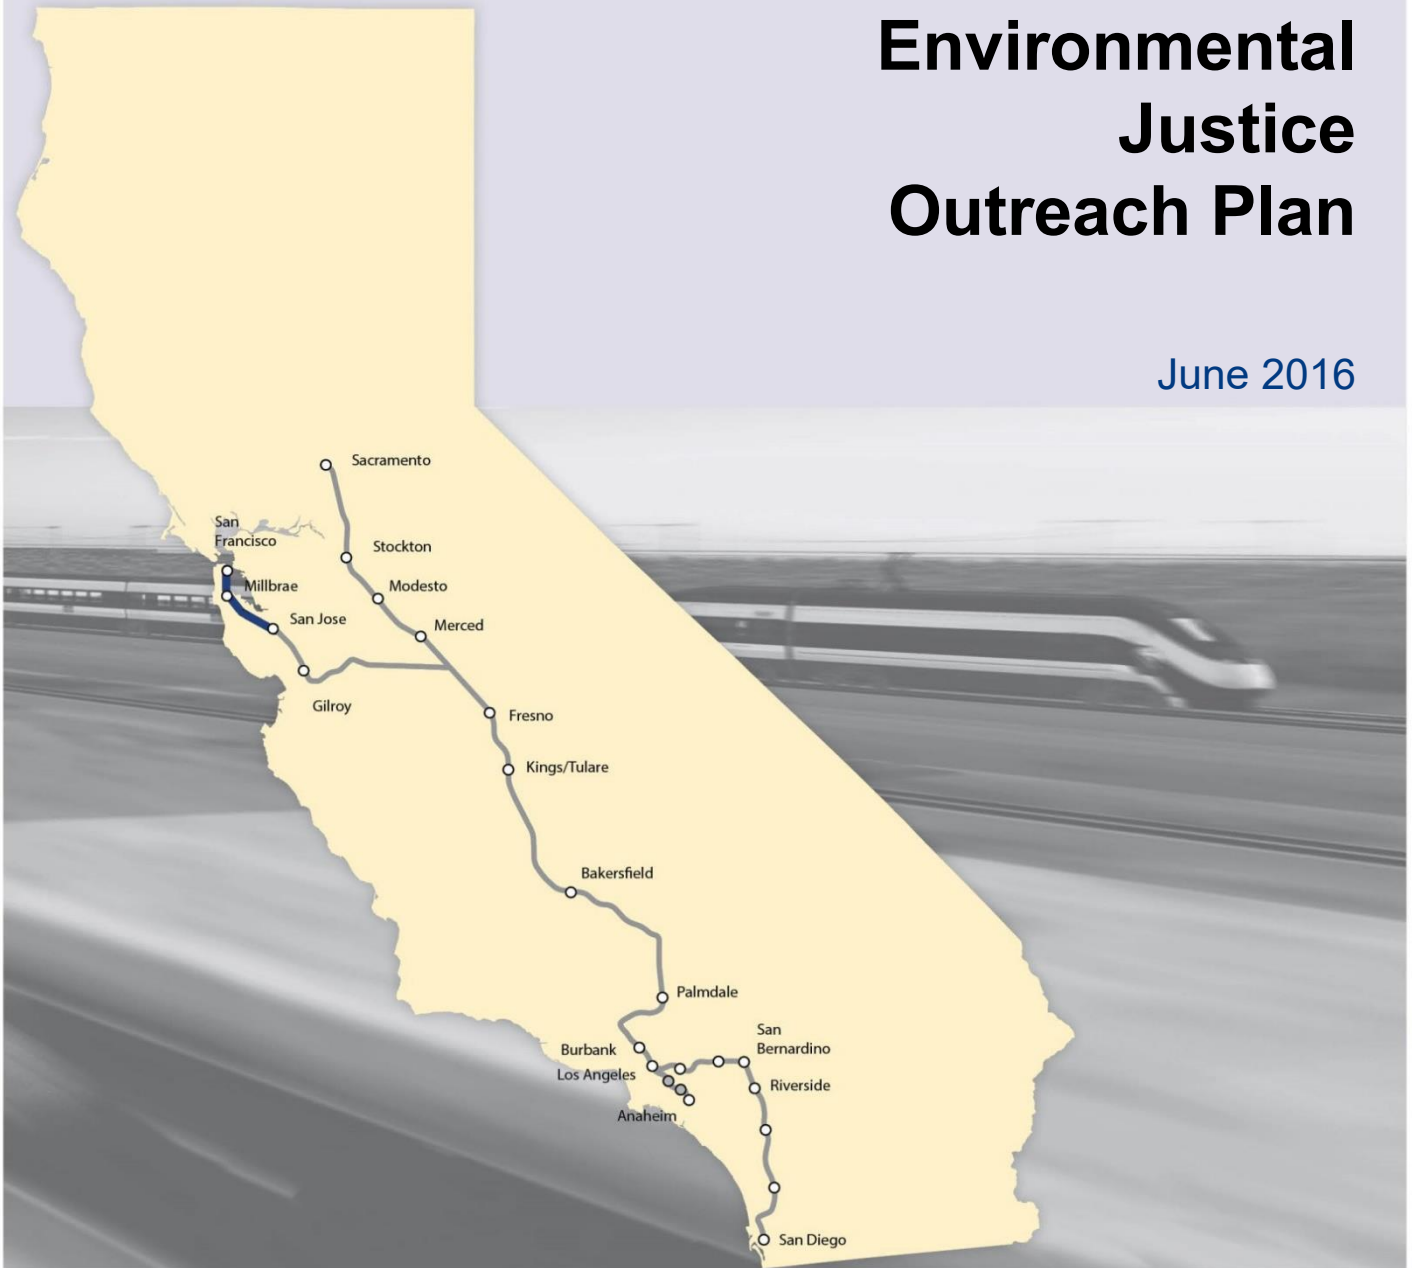 Environmental
Justice
Outreach Plan
June 2016
Sacramento
San
Francisco
Stockton
Millbrae
Modesto
San Jose
Merced
Gilroy
Fresno
Kings/Tulare
Bakersfield
Palmdale
San
Bernardino
Burbank
Los Angeles
Riverside
Anaheim
San Diego